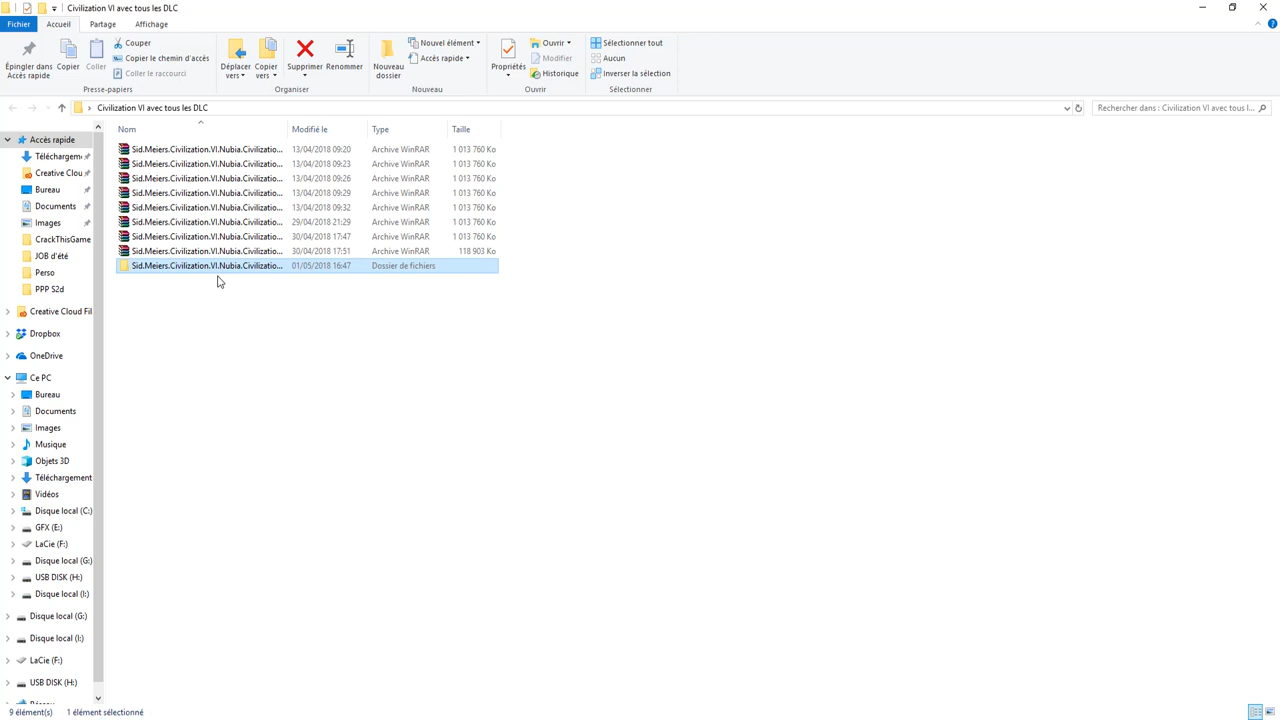 Civilization VI avec tous les DLC
Fichier Accueil Partage Affichage
Épingler dans Accès rapide
Copier
Coller
Couper
Copier le chemin d'accès
Coller le raccourci
Presse-papiers
Déplacer vers
Copier vers
Supprimer
Renommer
Organiser
Nouveau dossier
Nouvel élément
Accès rapide
Nouveau
Propriétés
Ouvrir
Modifier
Historique
Ouvrir
Sélectionner tout
Aucun
Inverser la sélection
Sélectionner
Civilization VI avec tous les DLC
Rechercher dans : Civilization VI avec tous l...
Nom Modifié le Type Taille
Sid.Meiers.Civilization.VI.Nubia.Civilizatio... 13/04/2018 09:20 Archive WinRAR 1 013 760 Ko
Sid.Meiers.Civilization.VI.Nubia.Civilizatio... 13/04/2018 09:23 Archive WinRAR 1 013 760 Ko
Sid.Meiers.Civilization.VI.Nubia.Civilizatio... 13/04/2018 09:26 Archive WinRAR 1 013 760 Ko
Sid.Meiers.Civilization.VI.Nubia.Civilizatio... 13/04/2018 09:29 Archive WinRAR 1 013 760 Ko
Sid.Meiers.Civilization.VI.Nubia.Civilizatio... 13/04/2018 09:32 Archive WinRAR 1 013 760 Ko
Sid.Meiers.Civilization.VI.Nubia.Civilizatio... 29/04/2018 21:29 Archive WinRAR 1 013 760 Ko
Sid.Meiers.Civilization.VI.Nubia.Civilizatio... 30/04/2018 17:47 Archive WinRAR 1 013 760 Ko
Sid.Meiers.Civilization.VI.Nubia.Civilizatio... 30/04/2018 17:51 Archive WinRAR 118 903 Ko
Sid.Meiers.Civilization.VI.Nubia.Civilizatio... 01/05/2018 16:47 Dossier de fichiers
Accès rapide
Téléchargem
Creative Clou
Bureau
Documents
Images
CrackThisGame
JOB d'été
Perso
PPP S2d
Creative Cloud Fil
Dropbox
OneDrive
Ce PC
Bureau
Documents
Images
Musique
Objets 3D
Téléchargement
Vidéos
Disque local (C:)
GFX (E:)
LaCie (F:)
Disque local (G:)
USB DISK (H:)
Disque local (I:)
Disque local (G:)
Disque local (I:)
LaCie (F:)
USB DISK (H:)
9 élément(s) 1 élément sélectionné